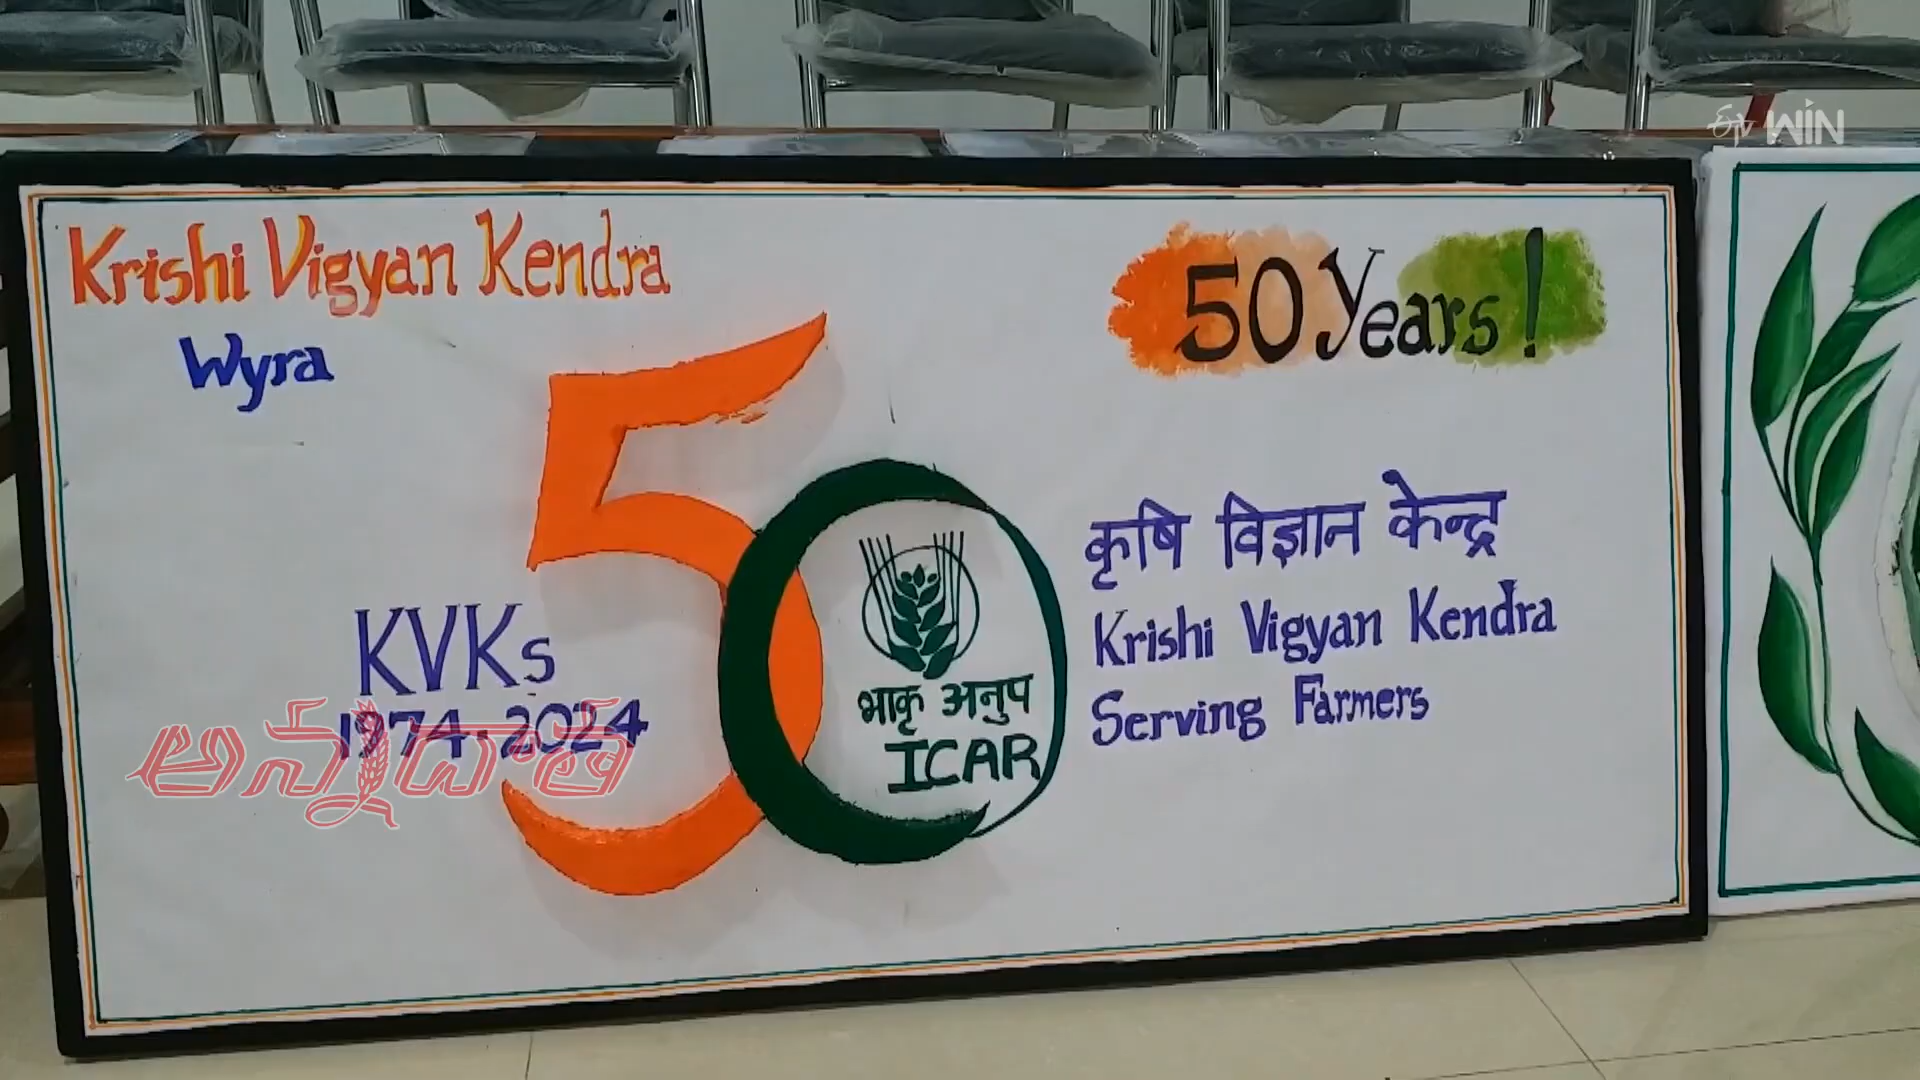 ఈటీవీ WIN
Krishi Vigyan Kendra
Wyra
50 Years!
कृषि विज्ञान केन्द्र
Krishi Vigyan Kendra
Serving Farmers
50
KVKs
1974-2024
అన్నదాత
भाकृ अनुप
ICAR